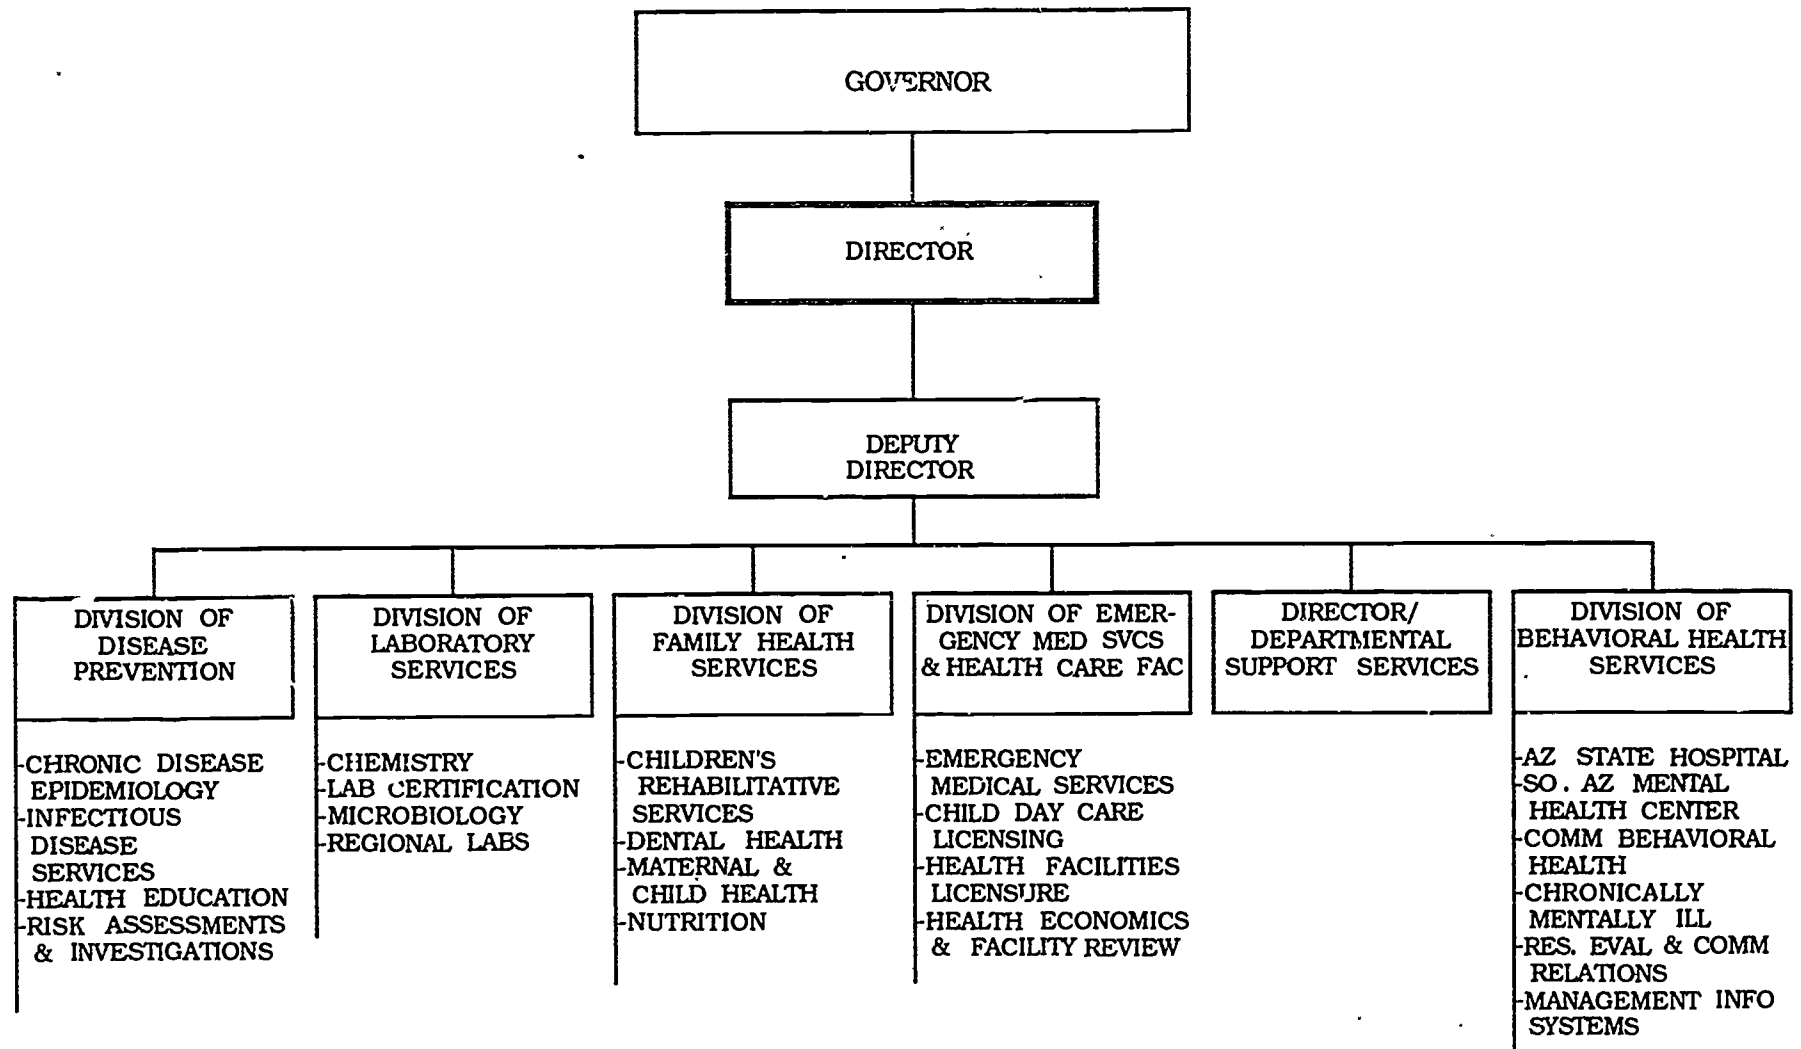 GOVERNOR
DIRECTOR
DEPUTY
DIRECTOR
DIVISION OF
DISEASE
PREVENTION
-CHRONIC DISEASE
EPIDEMIOLOGY
-INFECTIOUS
DISEASE
SERVICES
-HEALTH EDUCATION
-RISK ASSESSMENTS
& INVESTIGATIONS
DIVISION OF
LABORATORY
SERVICES
-CHEMISTRY
-LAB CERTIFICATION
-MICROBIOLOGY
-REGIONAL LABS
DIVISION OF
FAMILY HEALTH
SERVICES
-CHILDREN'S
REHABILITATIVE
SERVICES
-DENTAL HEALTH
-MATERNAL &
CHILD HEALTH
-NUTRITION
DIVISION OF EMER-
GENCY MED SVCS
& HEALTH CARE FAC
-EMERGENCY
MEDICAL SERVICES
-CHILD DAY CARE
LICENSING
-HEALTH FACILITIES
LICENSURE
-HEALTH ECONOMICS
& FACILITY REVIEW
DIRECTOR/
DEPARTMENTAL
SUPPORT SERVICES
DIVISION OF
BEHAVIORAL HEALTH
SERVICES
-AZ STATE HOSPITAL
-SO. AZ MENTAL
HEALTH CENTER
-COMM BEHAVIORAL
HEALTH
-CHRONICALLY
MENTALLY ILL
-RES. EVAL & COMM
RELATIONS
-MANAGEMENT INFO
SYSTEMS